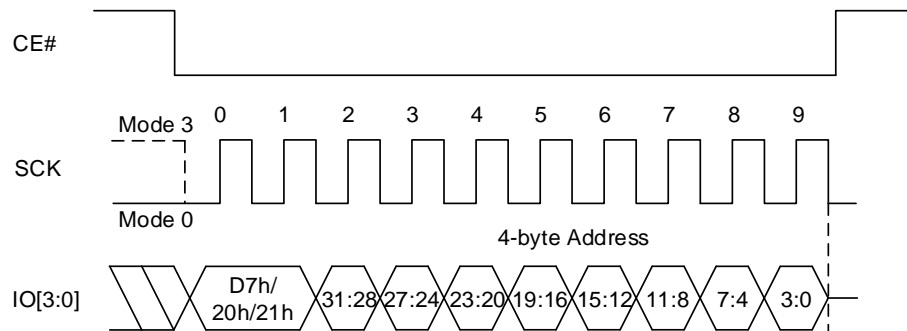 CE#
Mode 3 0 1 2 3 4 5 6 7 8 9
SCK
Mode 0
4-byte Address
IO[3:0] D7h/ 20h/21h 31:28 27:24 23:20 19:16 15:12 11:8 7:4 3:0